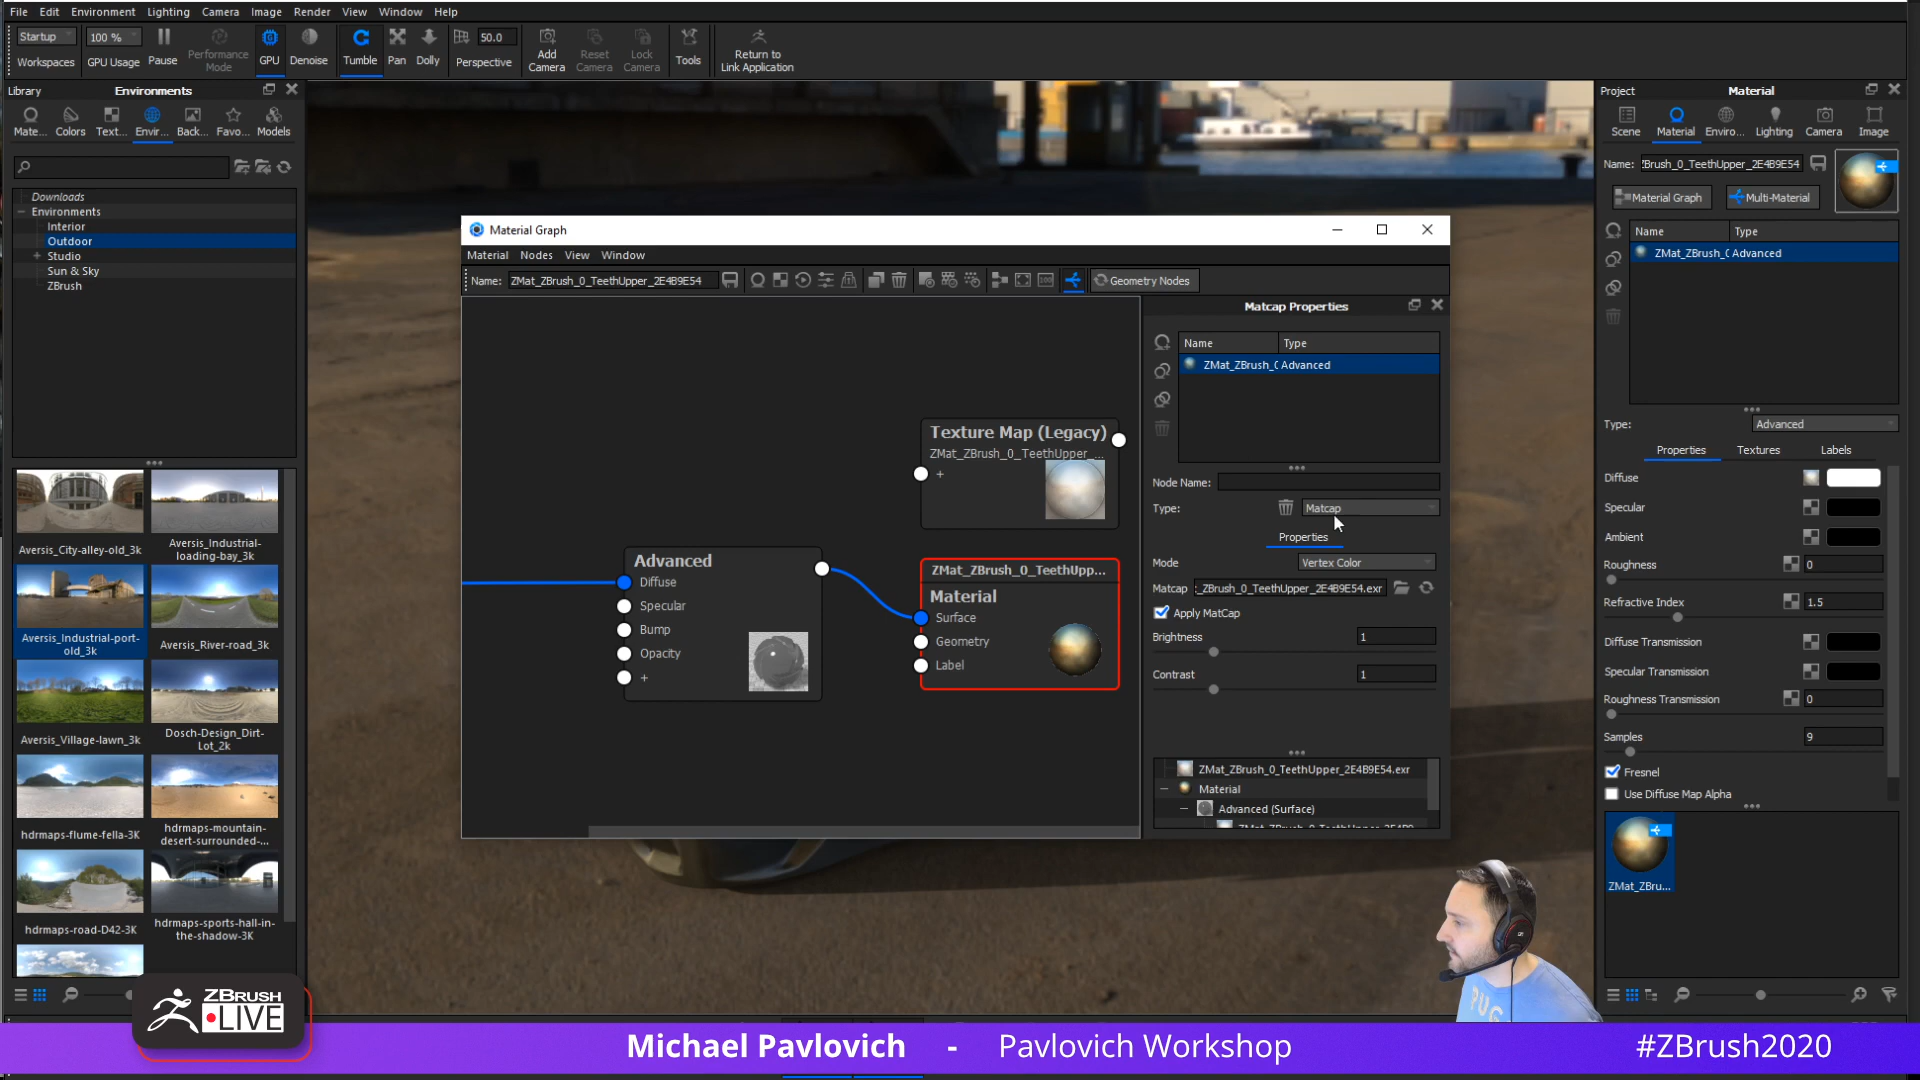 File Edit Environment Lighting Camera Image Render View Window Help
Startup
100 %
50.0
Workspaces
GPU Usage
Pause
Performance Mode
GPU
Denoise
Tumble
Pan
Dolly
Perspective
Add Camera
Reset Camera
Lock Camera
Tools
Return to Link Application
Library
Environments
Mate... Colors Text... Envir... Back... Favo... Models
Downloads
Environments
Interior
Outdoor
Studio
Sun & Sky
ZBrush
Aversis_City-alley-old_3k
Aversis_Industrial-loading-bay_3k
Aversis_Industrial-port-old_3k
Aversis_River-road_3k
Aversis_Village-lawn_3k
Dosch-Design_Dirt-Lot_2k
hdrmaps-flume-fella-3K
hdrmaps-mountain-desert-surrounded-...
hdrmaps-road-D42-3K
hdrmaps-sports-hall-in-the-shadow-3K
Material Graph
Material Nodes View Window
Name: ZMat_ZBrush_0_TeethUpper_2E4B9E54
Geometry Nodes
Texture Map (Legacy)
ZMat_ZBrush_0_TeethUpper_...
+
Advanced
Diffuse
Specular
Bump
Opacity
+
ZMat_ZBrush_0_TeethUpp...
Material
Surface
Geometry
Label
Matcap Properties
Name Type
ZMat_ZBrush_( Advanced
Node Name:
Type: Matcap
Properties
Mode Vertex Color
Matcap :_ZBrush_0_TeethUpper_2E4B9E54.exr
Apply MatCap
Brightness 1
Contrast 1
ZMat_ZBrush_0_TeethUpper_2E4B9E54.exr
Material
Advanced (Surface)
Project
Material
Scene Material Enviro... Lighting Camera Image
Name: ZBrush_0_TeethUpper_2E4B9E54
Material Graph
Multi-Material
Name Type
ZMat_ZBrush_( Advanced
Type: Advanced
Properties Textures Labels
Diffuse
Specular
Ambient
Roughness 0
Refractive Index 1.5
Diffuse Transmission
Specular Transmission
Roughness Transmission 0
Samples 9
Fresnel
Use Diffuse Map Alpha
ZMat_ZBru...
ZBRUSH
LIVE
PUG
Michael Pavlovich - Pavlovich Workshop
#ZBrush2020